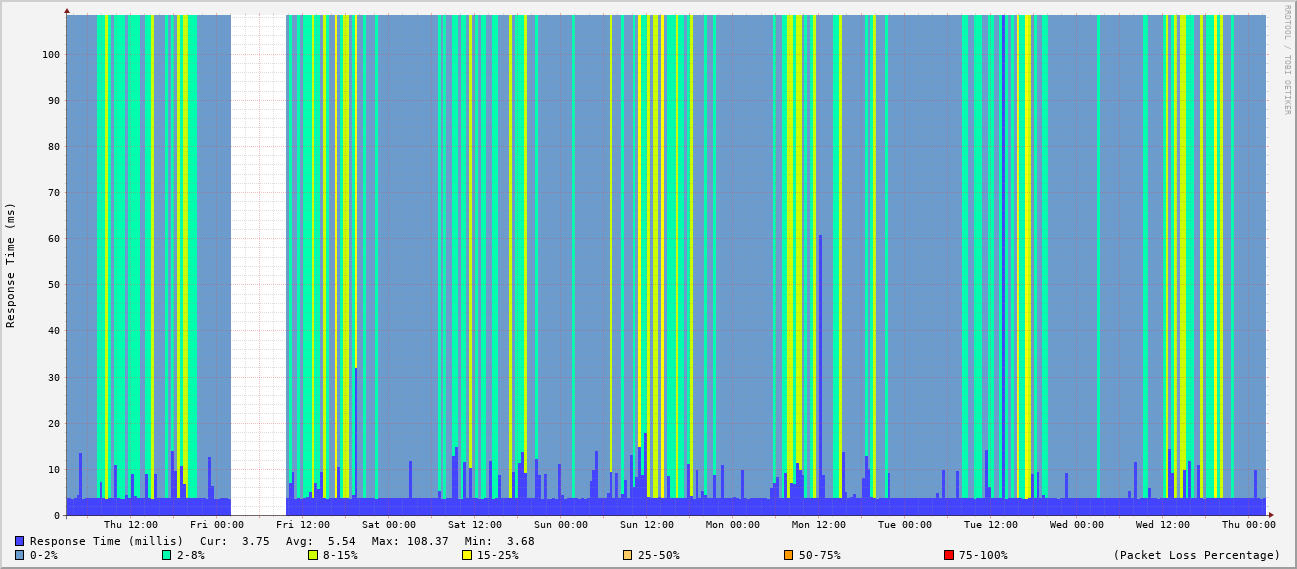 RRDTOOL / TOBI OETIKER
Response Time (ms)
100
90
80
70
60
50
40
30
20
10
0
Thu 12:00 Fri 00:00 Fri 12:00 Sat 00:00 Sat 12:00 Sun 00:00 Sun 12:00 Mon 00:00 Mon 12:00 Tue 00:00 Tue 12:00 Wed 00:00 Wed 12:00 Thu 00:00
Response Time (millis) Cur: 3.75 Avg: 5.54 Max: 108.37 Min: 3.68
0-2% 2-8% 8-15% 15-25% 25-50% 50-75% 75-100% (Packet Loss Percentage)